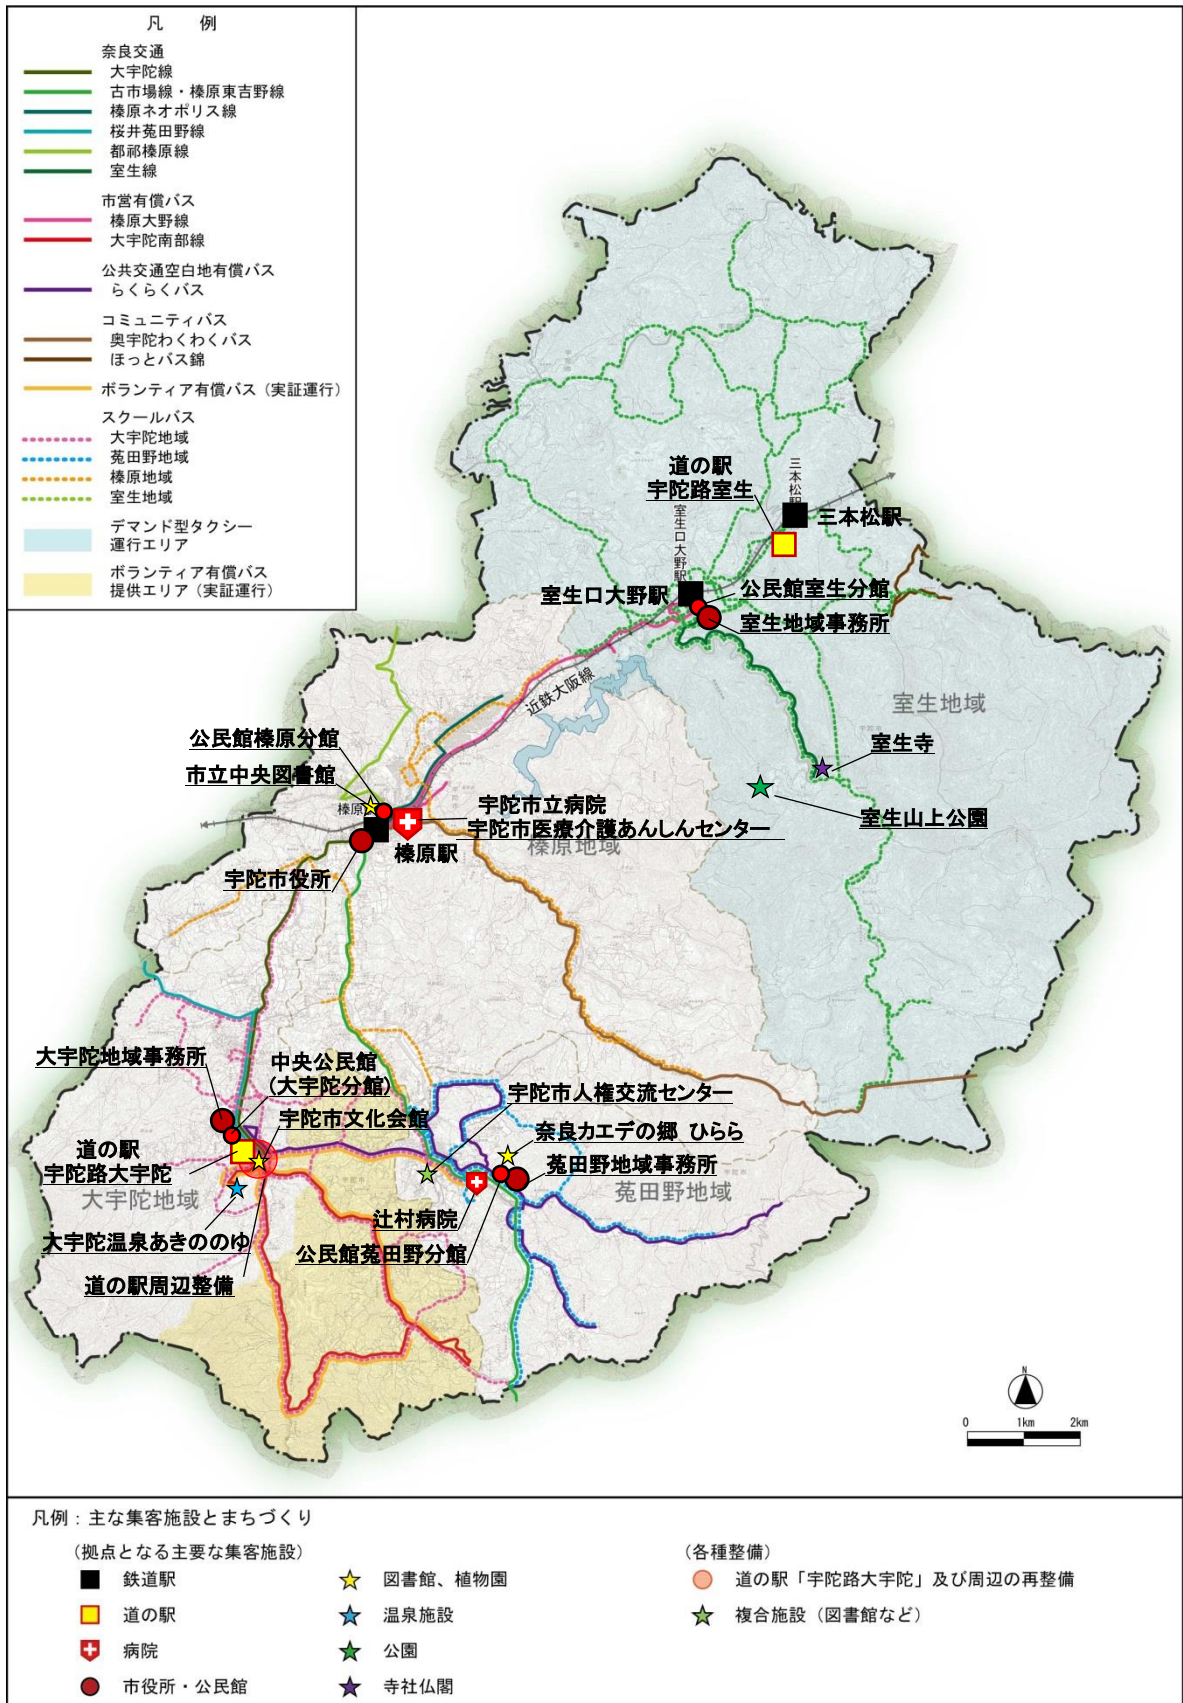 凡 例
奈良交通
大宇陀線
古市場線・榛原東吉野線
榛原ネオポリス線
桜井菟田野線
都祁榛原線
室生線
市営有償バス
榛原大野線
大宇陀南部線
公共交通空白地有償バス
らくらくバス
コミュニティバス
奥宇陀わくわくバス
ほっとバス錦
ボランティア有償バス（実証運行）
スクールバス
大宇陀地域
菟田野地域
榛原地域
室生地域
デマンド型タクシー
運行エリア
ボランティア有償バス
提供エリア（実証運行）
道の駅
宇陀路室生
三本松駅
三本松駅
室生口大野駅
室生口大野駅
公民館室生分館
室生地域事務所
近鉄大阪線
室生地域
室生寺
室生山上公園
公民館榛原分館
市立中央図書館
榛原
宇陀市立病院
宇陀市医療介護あんしんセンター
榛原駅
榛原地域
宇陀市役所
大宇陀地域事務所
中央公民館
(大宇陀分館)
宇陀市文化会館
宇陀市人権交流センター
奈良カエデの郷 ひらら
菟田野地域事務所
菟田野地域
道の駅
宇陀路大宇陀
大宇陀地域
辻村病院
公民館菟田野分館
大宇陀温泉あきののゆ
道の駅周辺整備
N
0 1km 2km
凡例：主な集客施設とまちづくり
（拠点となる主要な集客施設）
鉄道駅
道の駅
病院
市役所・公民館
図書館、植物園
温泉施設
公園
寺社仏閣
（各種整備）
道の駅「宇陀路大宇陀」及び周辺の再整備
複合施設（図書館など）